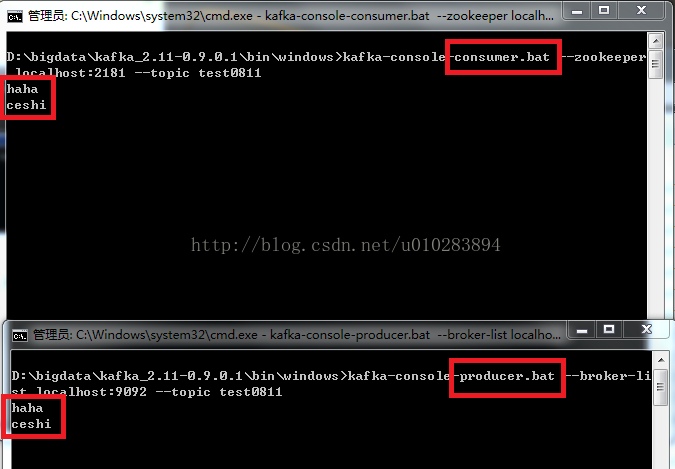 管理员: C:\Windows\system32\cmd.exe - kafka-console-consumer.bat  --zookeeper localh...
D:\bigdata\kafka_2.11-0.9.0.1\bin\windows>kafka-console-consumer.bat --zookeeper
 localhost:2181 --topic test0811
haha
ceshi
http://blog.csdn.net/u010283894
管理员: C:\Windows\system32\cmd.exe - kafka-console-producer.bat  --broker-list localho...
D:\bigdata\kafka_2.11-0.9.0.1\bin\windows>kafka-console-producer.bat --broker-li
st localhost:9092 --topic test0811
haha
ceshi